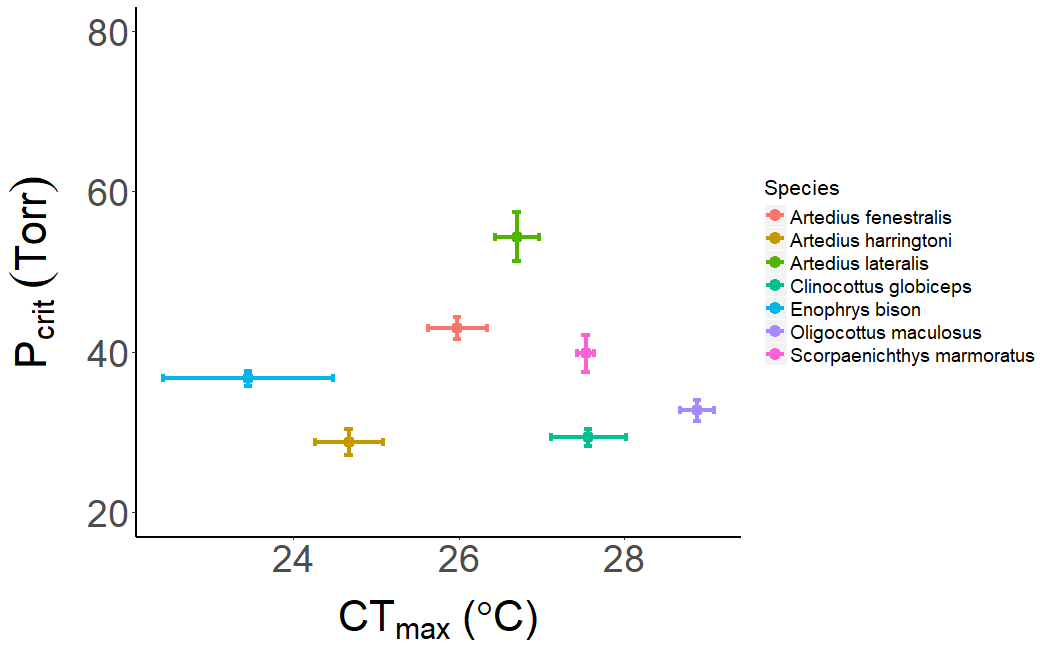 80
60
40
20
P_crit (Torr)
24 26 28
CT_max (°C)
Species
Artedius fenestralis
Artedius harringtoni
Artedius lateralis
Clinocottus globiceps
Enophrys bison
Oligocottus maculosus
Scorpaenichthys marmoratus